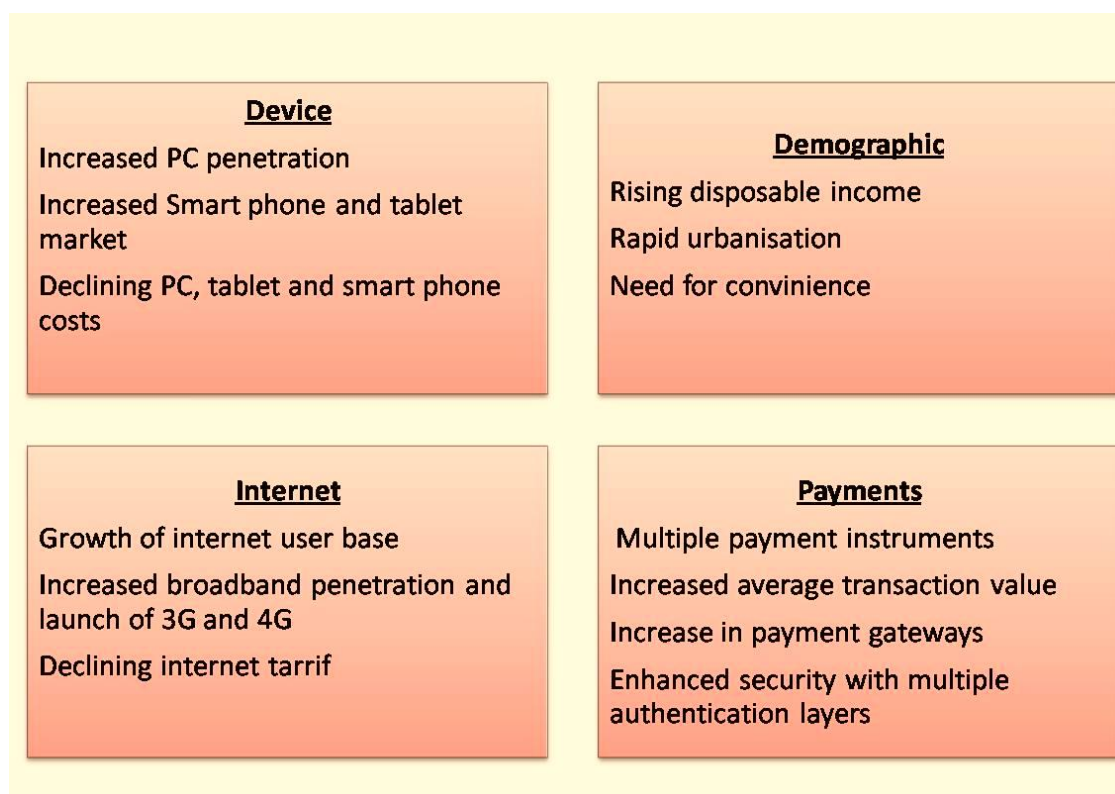 Device
Increased PC penetration
Increased Smart phone and tablet
market
Declining PC, tablet and smart phone
costs
Demographic
Rising disposable income
Rapid urbanisation
Need for convinience
Internet
Growth of internet user base
Increased broadband penetration and
launch of 3G and 4G
Declining internet tarrif
Payments
Multiple payment instruments
Increased average transaction value
Increase in payment gateways
Enhanced security with multiple
authentication layers